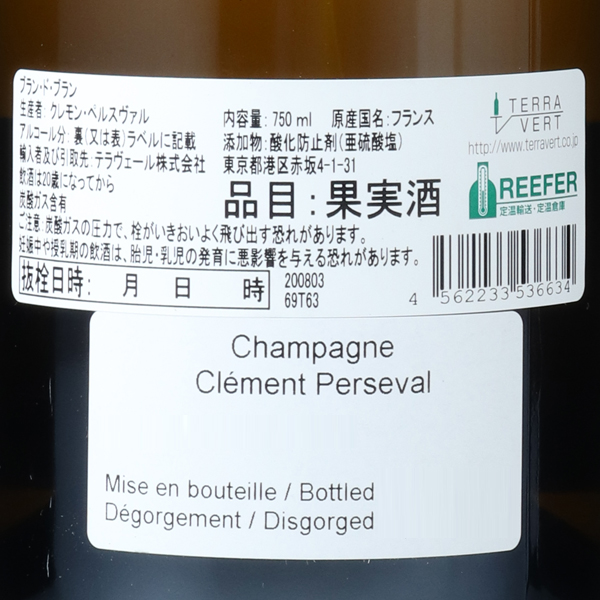 ブラン・ド・ブラン
生産者: クレモン・ペルスヴァル
アルコール分: 裏(又は表)ラベルに記載
輸入者及び引取先: テラヴェール株式会社
飲酒は20歳になってから
炭酸ガス含有
内容量: 750 ml 原産国名: フランス
添加物: 酸化防止剤(亜硫酸塩)
東京都港区赤坂4-1-31
品目: 果実酒
ご注意: 炭酸ガスの圧力で、栓がいきおいよく飛び出す恐れがあります。
妊娠中や授乳期の飲酒は、胎児・乳児の発育に悪影響を与える恐れがあります。
抜栓日時: 月 日 時
200803
69T63
TERRA
VERT
http://www.terravert.co.jp
REEFER
定温輸送・定温倉庫
4 562233 536634
Champagne
Clément Perseval
Mise en bouteille / Bottled
Dégorgement / Disgorged